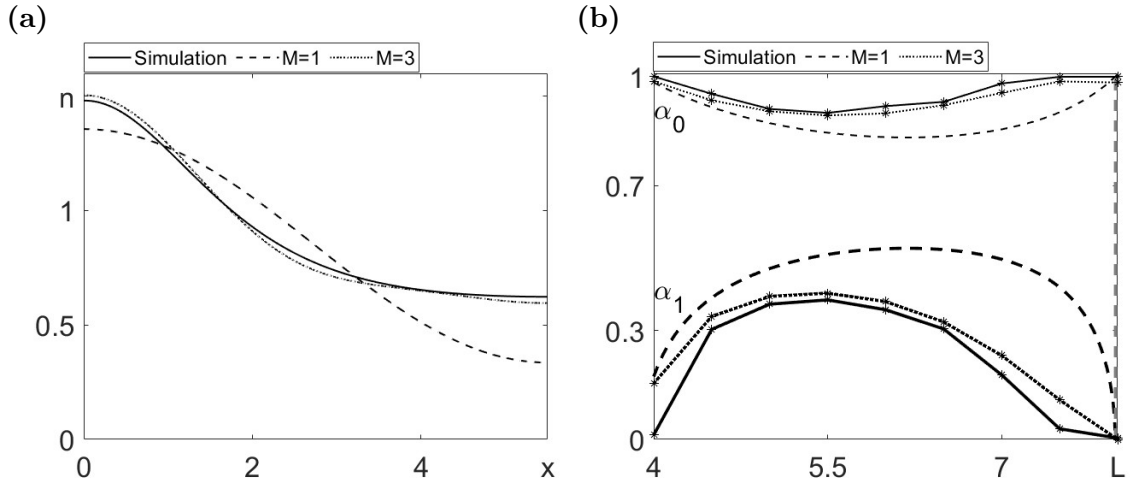 (a)
Simulation M=1 M=3
n
1
0.5
0
0 2 4 x
(b)
Simulation M=1 M=3
1
α0
0.7
α1
0.3
0
4 5.5 7 L